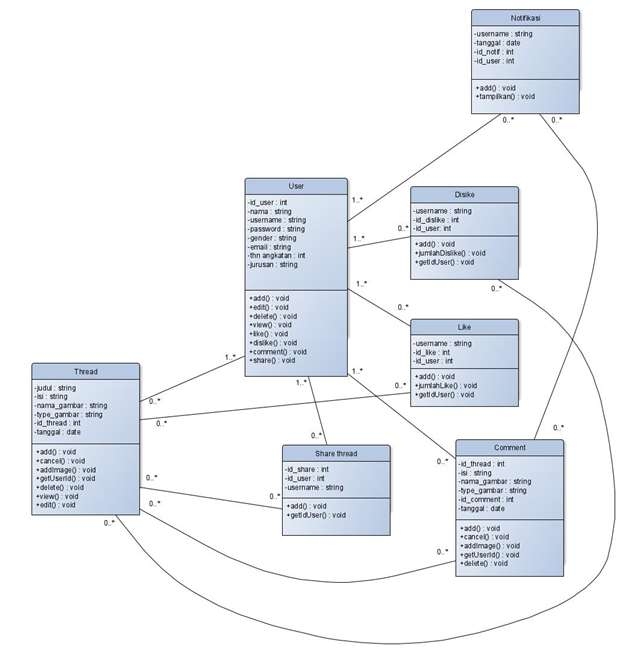 Notifikasi
-username : string
-tanggal : date
-id_notif : int
-id_user : int
+add() : void
+tampilkan() : void
0..*
0..*
User
-id_user : int
-nama : string
-username : string
-password : string
-gender : string
-email : string
-thn angkatan : int
-jurusan : string
+add() : void
+edit() : void
+delete() : void
+view() : void
+like() : void
+dislike() : void
+comment() : void
+share() : void
1..*
1..*
1..*
1..*
1..*
1..*
Disike
-username : string
-id_dislike : int
-id_user : int
+add() : void
+jumlahDislike() : void
+getIdUser() : void
0..*
0..*
Like
-username : string
-id_like : int
-id_user : int
+add() : void
+jumlahLike() : void
+getIdUser() : void
0..*
0..*
Thread
-judul : string
-isi : string
-nama_gambar : string
-type_gambar : string
-id_thread : int
-tanggal : date
+add() : void
+cancel() : void
+addImage() : void
+getUserId() : void
+delete() : void
+view() : void
+edit() : void
0..*
0..*
0..*
0..*
0..*
Share thread
-id_share : int
-id_user : int
-username : string
+add() : void
+getIdUser() : void
0..*
0..*
Comment
-id_thread : int
-isi : string
-nama_gambar : string
-type_gambar : string
-id_comment : int
-tanggal : date
+add() : void
+cancel() : void
+addImage() : void
+getUserId() : void
+delete() : void
0..*
0..*
0..*